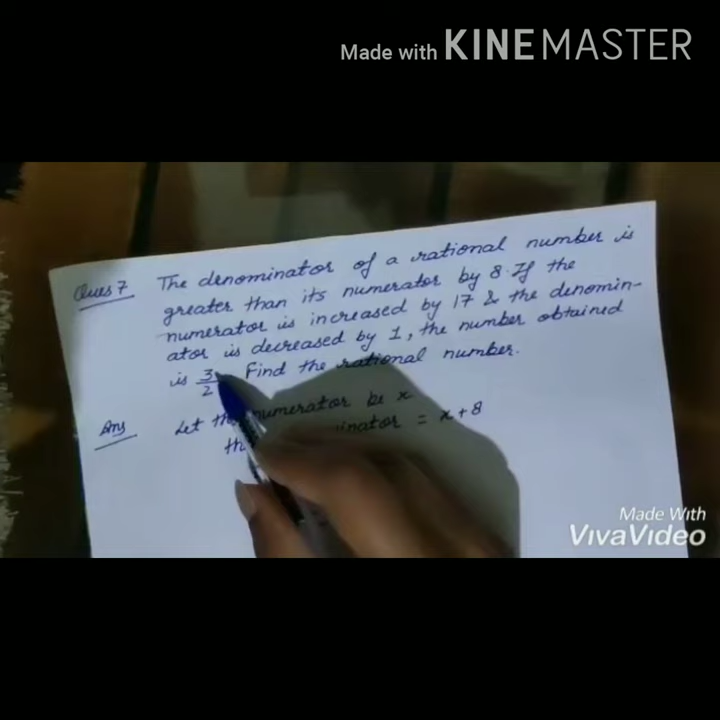 Made with KINEMASTER
Ques 7 The denominator of a rational number is
greater than its numerator by 8. If the
numerator is increased by 17 & the denomin-
ator is decreased by 1, the number obtained
is 3/2 Find the rational number.
Ans Let the numerator be x
= x+8
Made With
VivaVideo